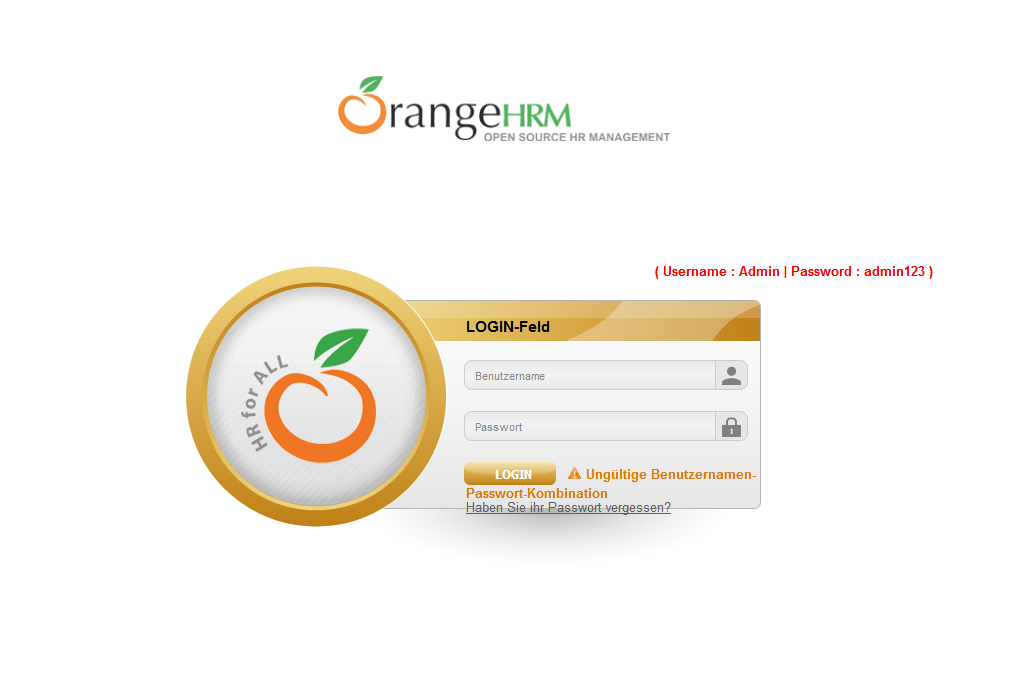 OrangeHRM
OPEN SOURCE HR MANAGEMENT
( Username : Admin | Password : admin123 )
HR for ALL
LOGIN-Feld
Benutzername
Passwort
LOGIN
Ungültige Benutzernamen-
Passwort-Kombination
Haben Sie ihr Passwort vergessen?